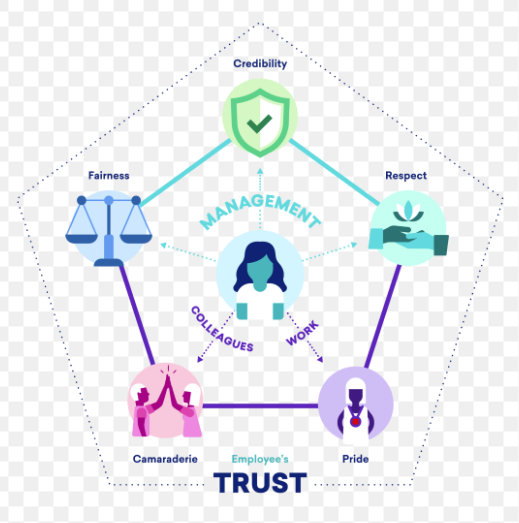 Credibility
Fairness
Respect
MANAGEMENT
COLLEAGUES
WORK
Camaraderie
Employee's
Pride
TRUST